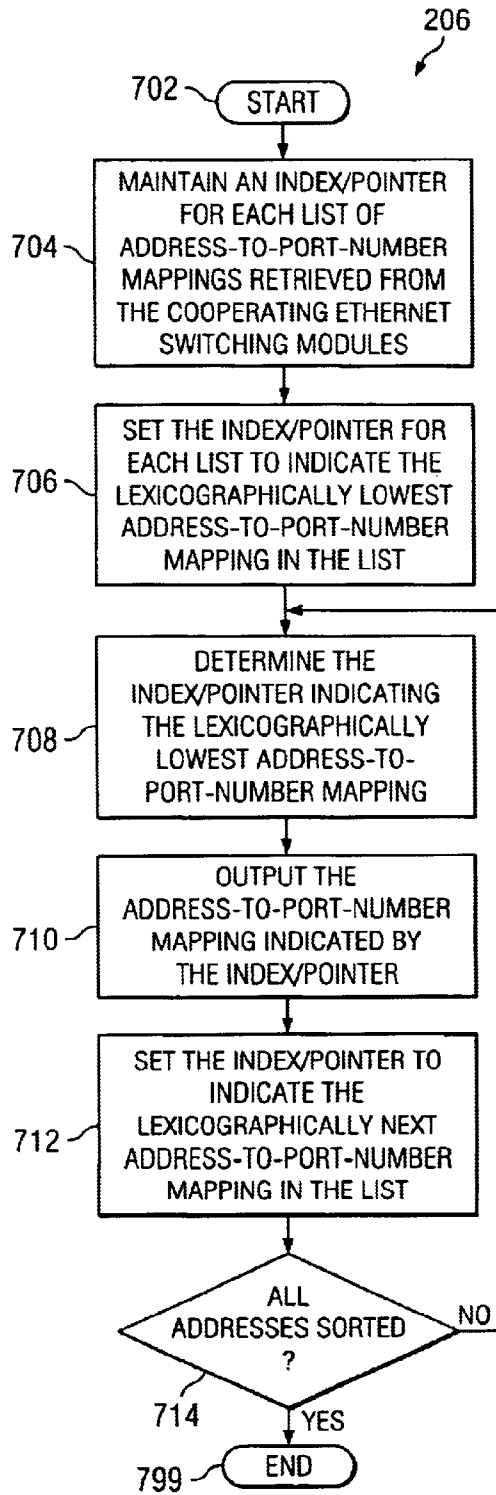 206
702
START
MAINTAIN AN INDEX/POINTER
FOR EACH LIST OF
ADDRESS-TO-PORT-NUMBER
MAPPINGS RETRIEVED FROM
THE COOPERATING ETHERNET
SWITCHING MODULES
704
SET THE INDEX/POINTER FOR
EACH LIST TO INDICATE THE
LEXICOGRAPHICALLY LOWEST
ADDRESS-TO-PORT-NUMBER
MAPPING IN THE LIST
706
DETERMINE THE
INDEX/POINTER INDICATING
THE LEXICOGRAPHICALLY
LOWEST ADDRESS-TO-
PORT-NUMBER MAPPING
708
OUTPUT THE
ADDRESS-TO-PORT-NUMBER
MAPPING INDICATED BY
THE INDEX/POINTER
710
SET THE INDEX/POINTER TO
INDICATE THE
LEXICOGRAPHICALLY NEXT
ADDRESS-TO-PORT-NUMBER
MAPPING IN THE LIST
712
ALL
ADDRESSES SORTED
?
NO
714
YES
799
END